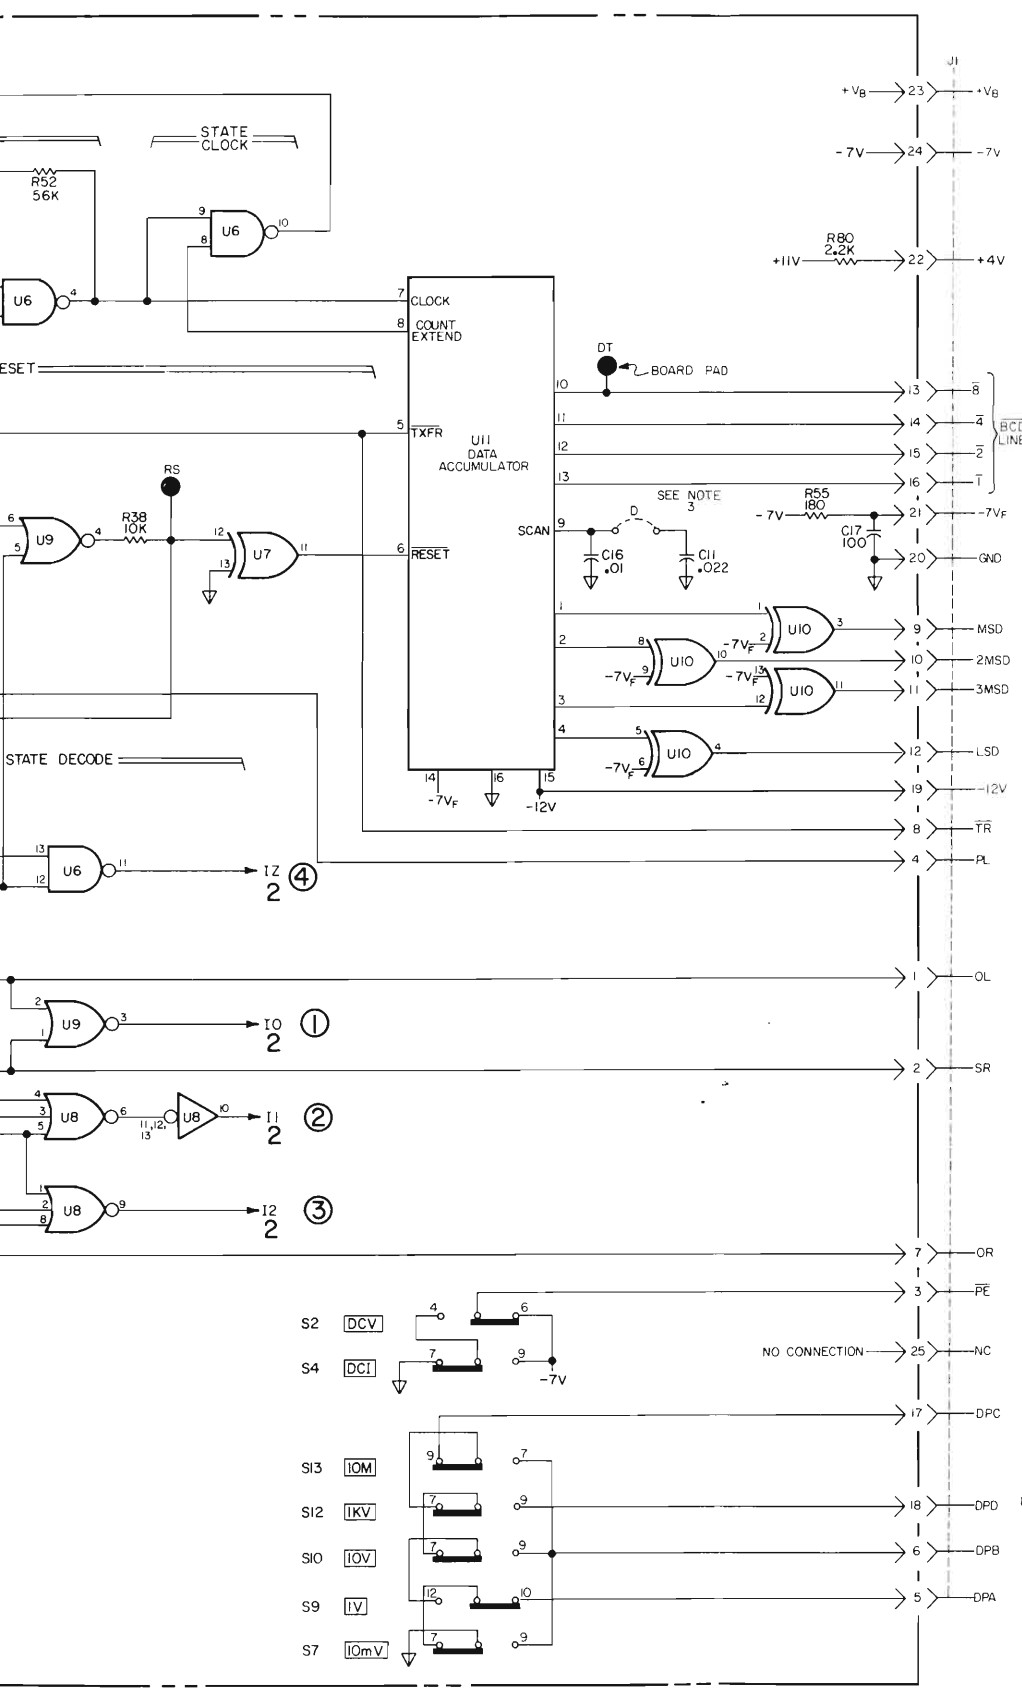 J1
+VB 23 +VB
STATE
CLOCK
-7V 24 -7V
R52
56K
9
8
U6
10
R80
2.2K
+11V 22 +4V
U6
4
7
CLOCK
8
COUNT
EXTEND
ESET
DT
BOARD PAD
10
13
8
11
14
4
12
15
2
13
16
1
BCD
LINE
5
TXFR
U11
DATA
ACCUMULATOR
RS
SEE NOTE
3
R55
180
-7V
21
-7VF
6
5
U9
4
R38
10K
12
13
U7
11
6
RESET
SCAN
9
D
C16
.01
C11
.022
C17
100
20
GND
1
1
2
-7VF
U10
3
9
MSD
2
8
9
-7VF
U10
10
10
2MSD
13
-7VF
3
12
U10
11
11
3MSD
4
5
6
-7VF
U10
4
12
LSD
STATE DECODE
14
-7VF
16
15
-12V
19
-12V
8
TR
4
PL
13
12
U6
11
IZ
2
4
1
OL
2
1
U9
3
I0
2
1
2
SR
4
3
5
U8
6
11,12,
13
U8
10
I1
2
2
1
2
8
U8
9
I2
2
3
7
OR
3
PE
S2 DCV 4 6
S4 DCI 7 9
-7V
NO CONNECTION 25 NC
17 DPC
S13 10M 9 7
S12 1KV 7 9 18 DPD
S10 10V 7 9 6 DPB
S9 1V 12 10 5 DPA
S7 10mV 7 9